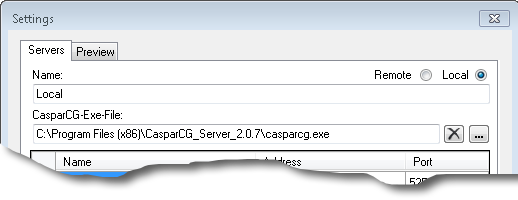 Settings
Servers Preview
Name: Remote Local
Local
CasparCG-Exe-File:
C:\Program Files (x86)\CasparCG_Server_2.0.7\casparcg.exe ...
Name Address Port